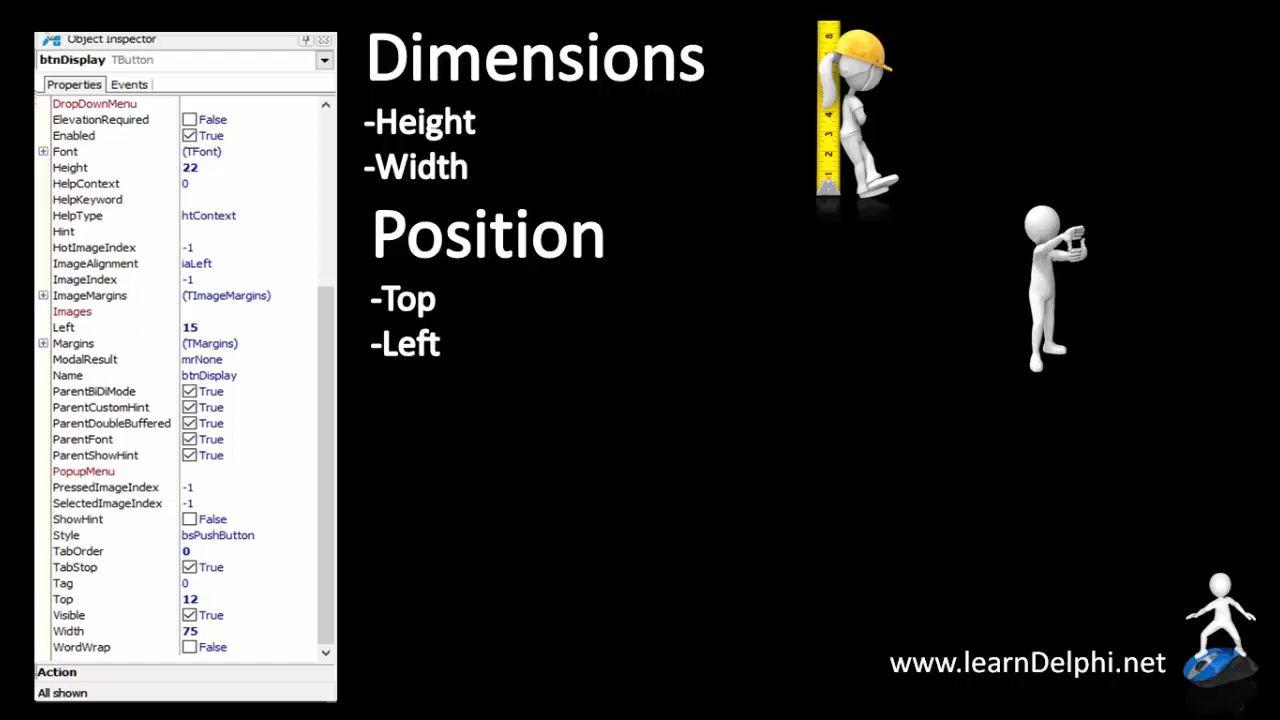 Object Inspector
btnDisplay TButton
Properties Events
DropDownMenu
ElevationRequired False
Enabled True
Font (TFont)
Height 22
HelpContext 0
HelpKeyword
HelpType htContext
Hint
HotImageIndex -1
ImageAlignment iaLeft
ImageIndex -1
ImageMargins (TImageMargins)
Images
Left 15
Margins (TMargins)
ModalResult mrNone
Name btnDisplay
ParentBiDiMode True
ParentCustomHint True
ParentDoubleBuffered True
ParentFont True
ParentShowHint True
PopupMenu
PressedImageIndex -1
SelectedImageIndex -1
ShowHint False
Style bsPushButton
TabOrder 0
TabStop True
Tag 0
Top 12
Visible True
Width 75
WordWrap False
Action
All shown
Dimensions
-Height
-Width
Position
-Top
-Left
www.learnDelphi.net